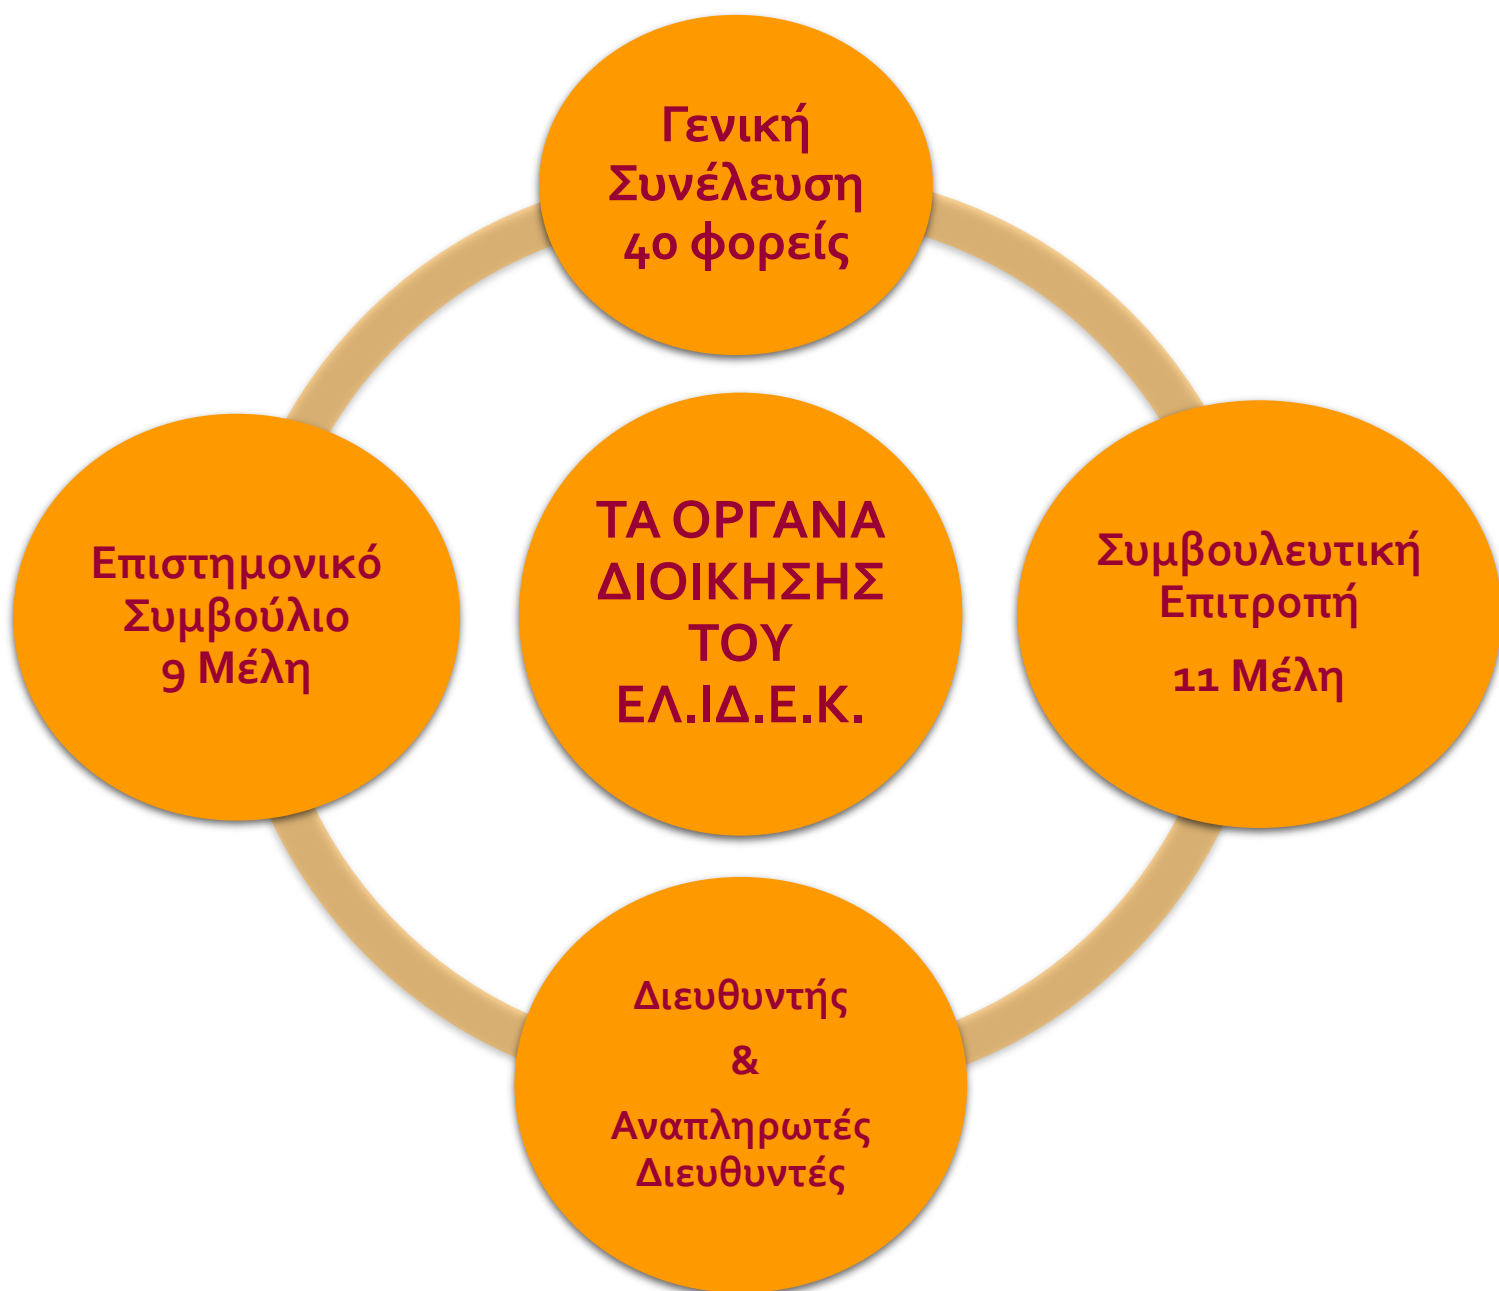 Γενική
Συνέλευση
40 φορείς
Επιστημονικό
Συμβούλιο
9 Μέλη
ΤΑ ΟΡΓΑΝΑ
ΔΙΟΙΚΗΣΗΣ
ΤΟΥ
ΕΛ.ΙΔ.Ε.Κ.
Συμβουλευτική
Επιτροπή
11 Μέλη
Διευθυντής
&
Αναπληρωτές
Διευθυντές